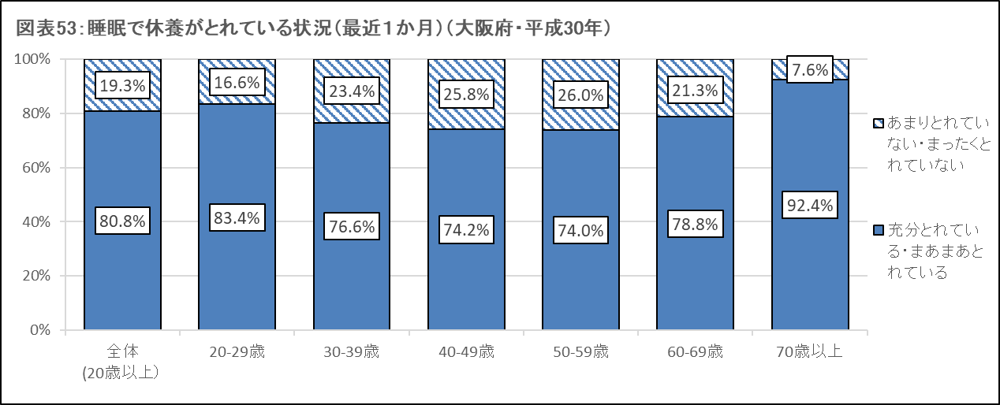 図表53：睡眠で休養がとれている状況（最近１か月）（大阪府・平成30年）
100%
80%
60%
40%
20%
0%
19.3%
16.6%
23.4%
25.8%
26.0%
21.3%
7.6%
80.8%
83.4%
76.6%
74.2%
74.0%
78.8%
92.4%
全体
(20歳以上）
20-29歳
30-39歳
40-49歳
50-59歳
60-69歳
70歳以上
あまりとれてい
ない・まったくと
れていない
充分とれてい
る・まあまあと
れている